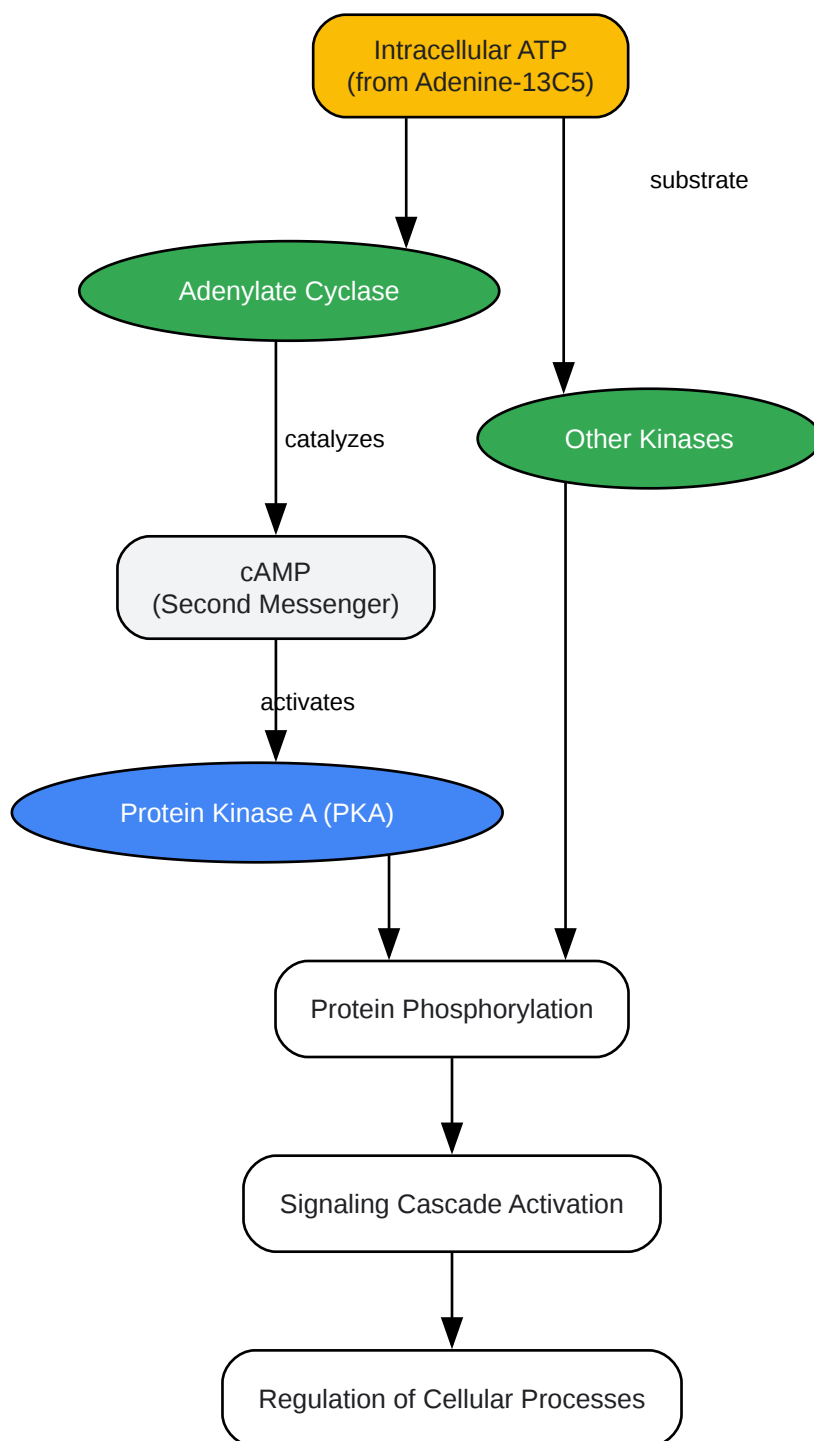 Intracellular ATP
(from Adenine-13C5)
substrate
Adenylate Cyclase
catalyzes
Other Kinases
cAMP
(Second Messenger)
activates
Protein Kinase A (PKA)
Protein Phosphorylation
Signaling Cascade Activation
Regulation of Cellular Processes